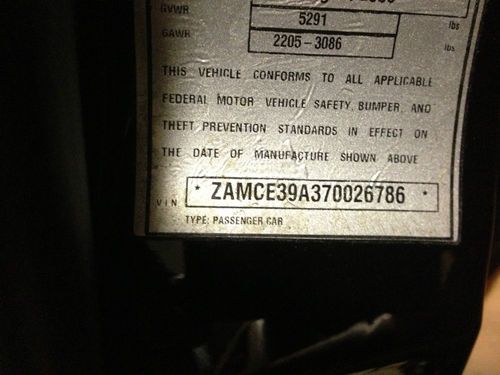 GVWR 5291 lbs
GAWR 2205-3086 lbs
THIS VEHICLE CONFORMS TO ALL APPLICABLE
FEDERAL MOTOR VEHICLE SAFETY, BUMPER, AND
THEFT PREVENTION STANDARDS IN EFFECT ON
THE DATE OF MANUFACTURE SHOWN ABOVE
VIN * ZAMCE39A370026786 *
TYPE: PASSENGER CAR